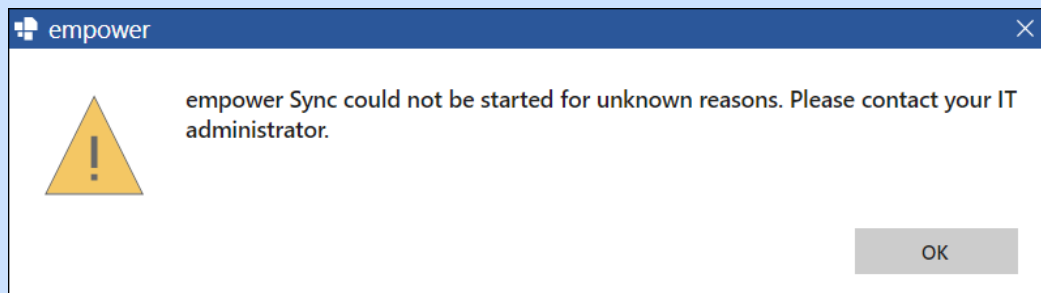 empower
empower Sync could not be started for unknown reasons. Please contact your IT
administrator.
OK